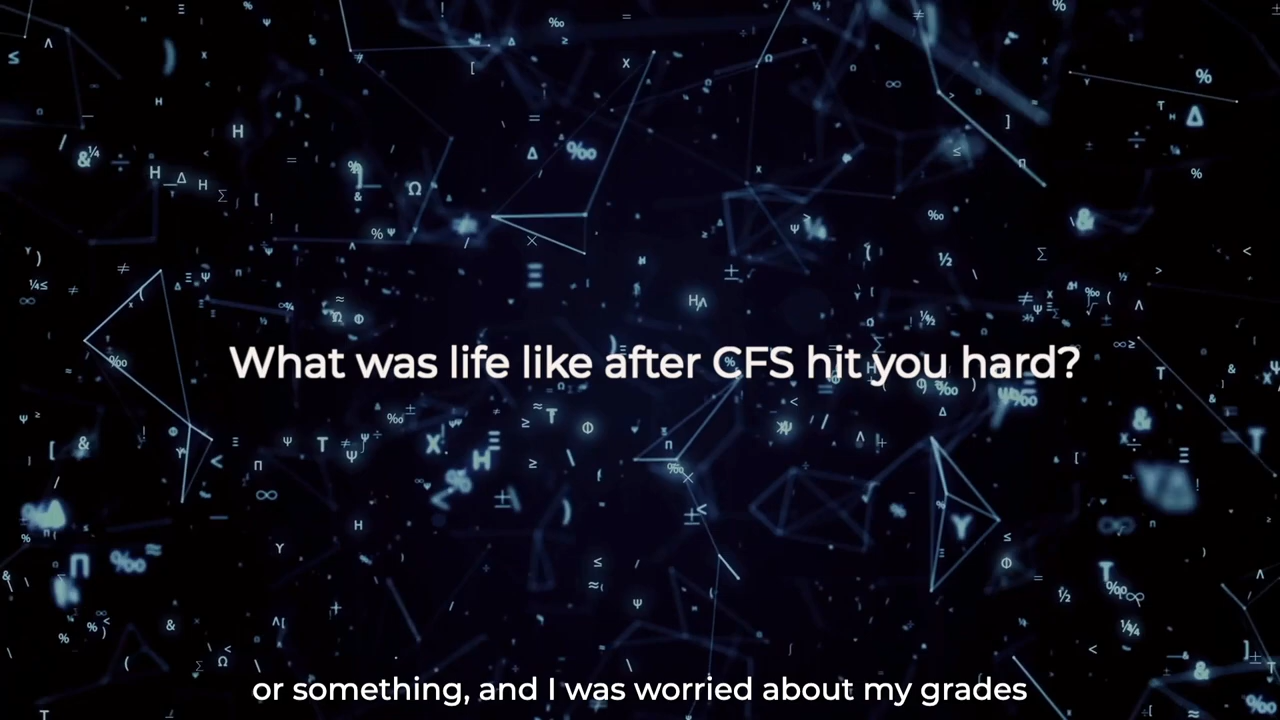 What was life like after CFS hit you hard?
or something, and I was worried about my grades